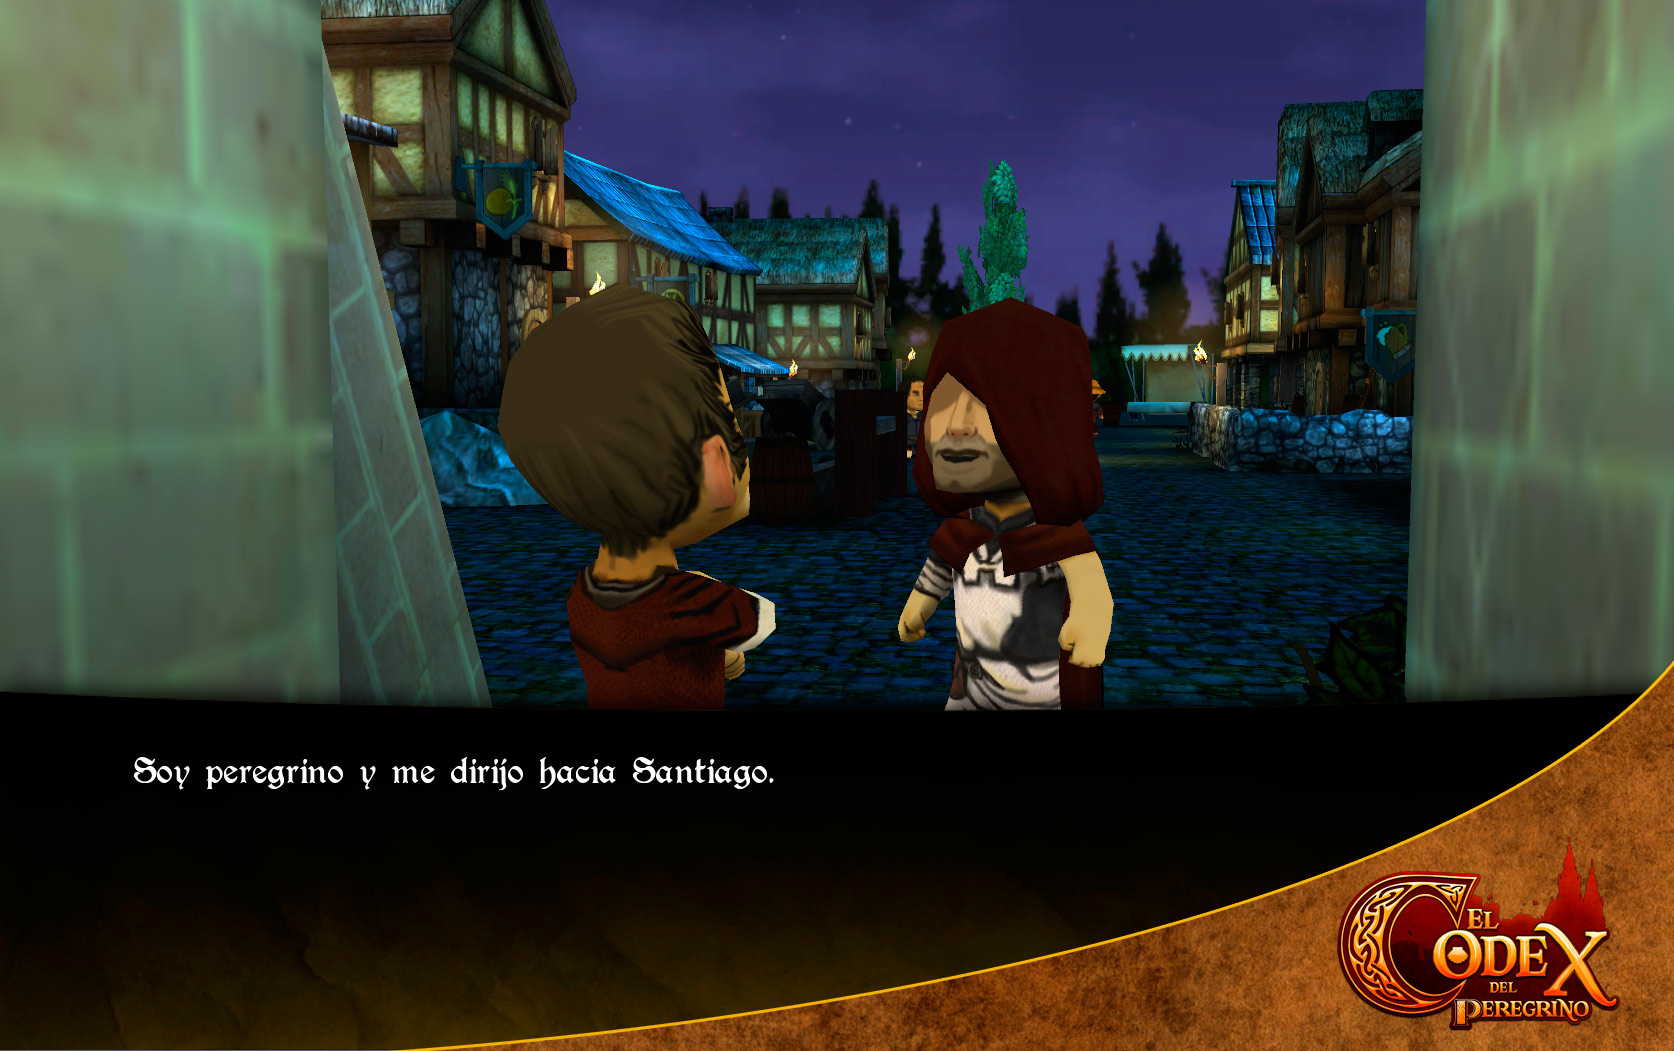 Soy peregrino y me dirijo hacia Santiago.
EL
CODEX
DEL
PEREGRINO